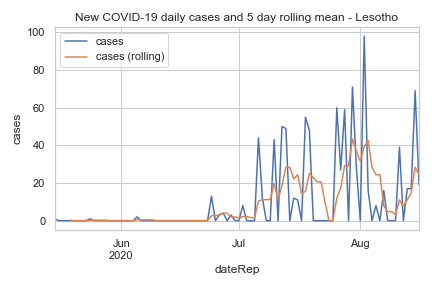 New COVID-19 daily cases and 5 day rolling mean - Lesotho
cases
cases (rolling)
100
80
60
40
20
0
cases
Jun
2020
Jul
Aug
dateRep